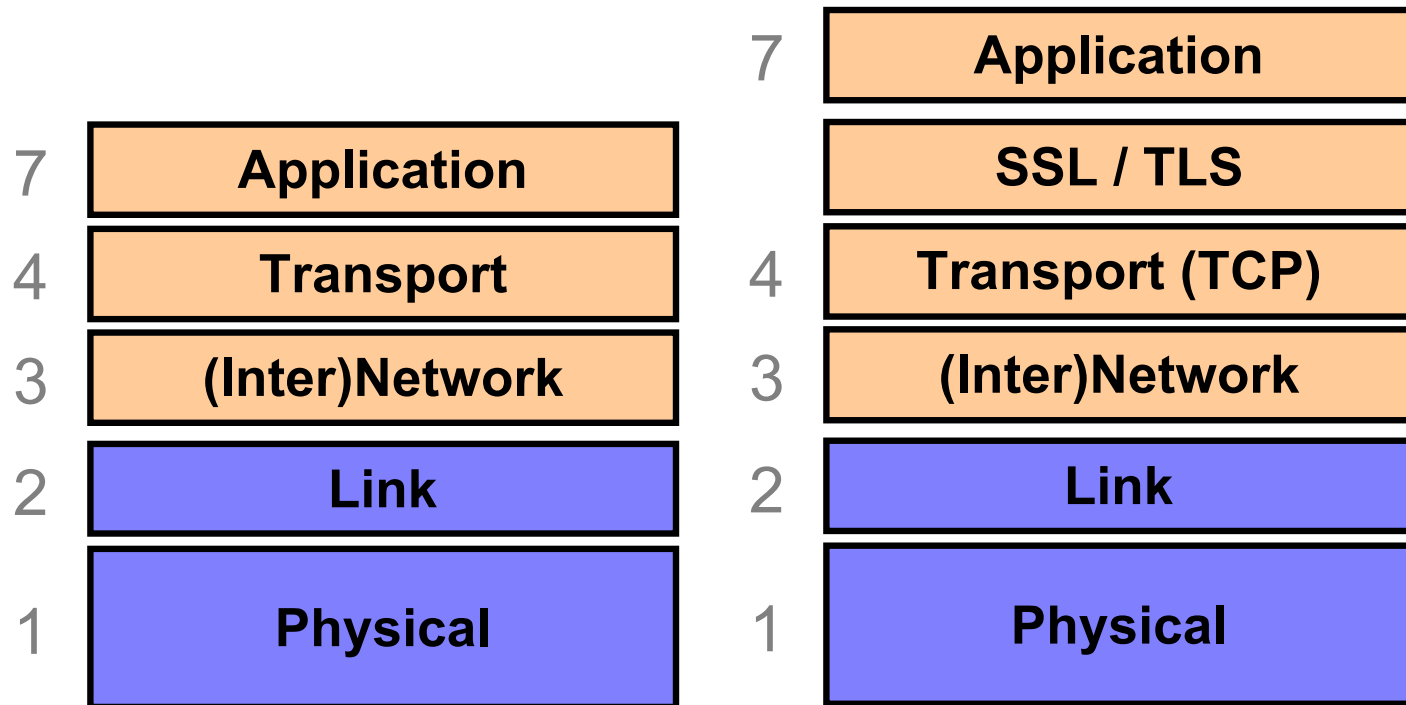 7 Application
4 Transport
3 (Inter)Network
2 Link
1 Physical
7 Application
SSL / TLS
4 Transport (TCP)
3 (Inter)Network
2 Link
1 Physical